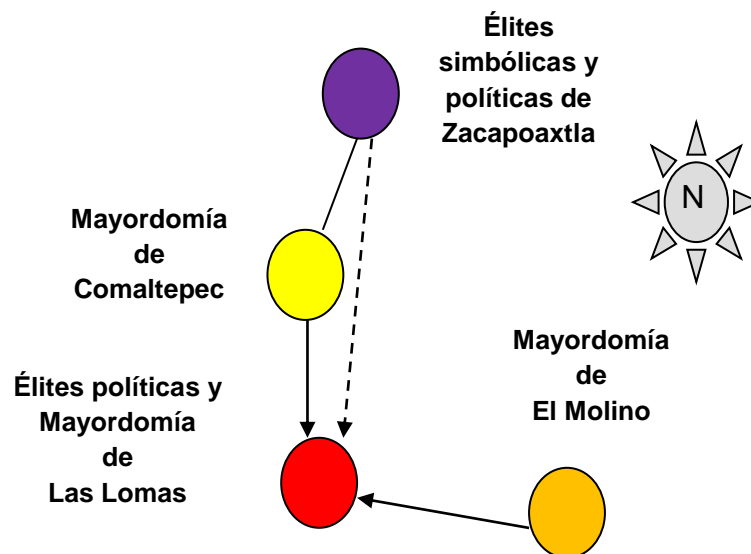 Élites
simbólicas y
políticas de
Zacapoaxtla
N
Mayordomía
de
Comaltepec
Mayordomía
de
El Molino
Élites políticas y
Mayordomía
de
Las Lomas